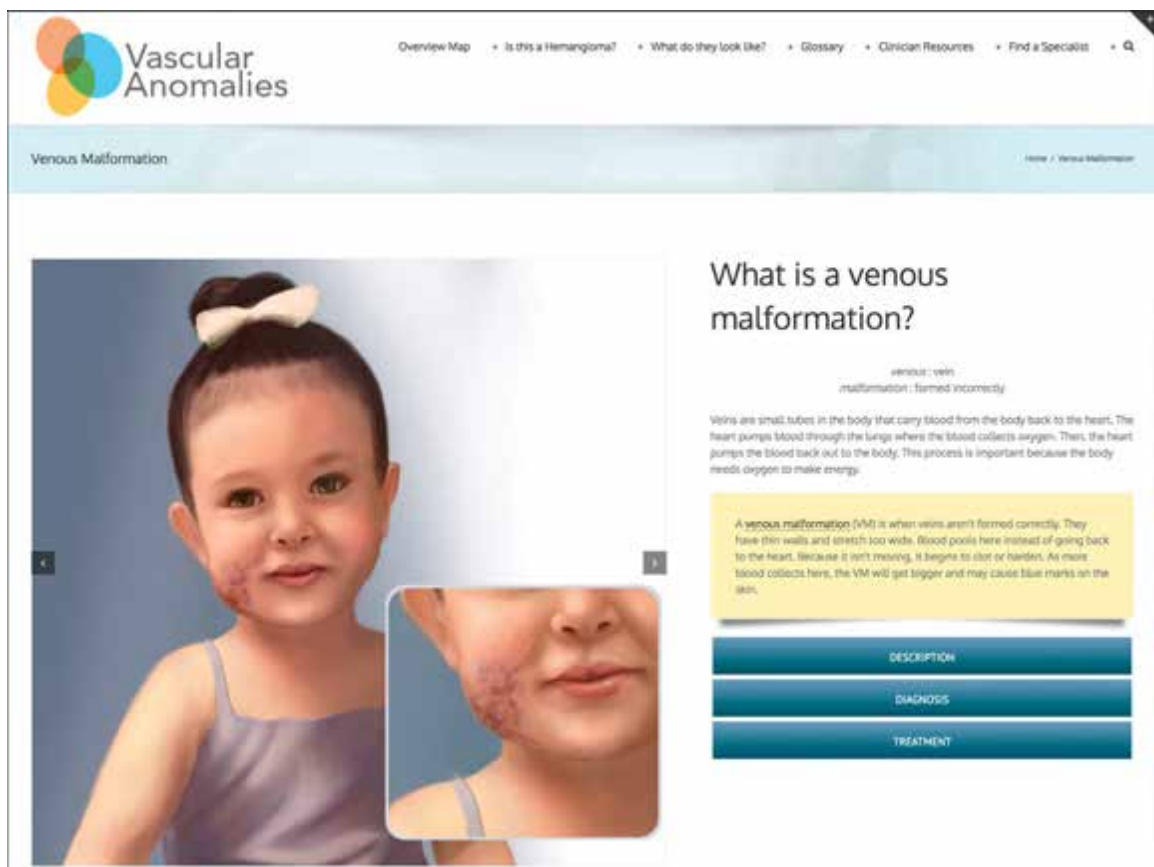 Vascular
Anomalies
Overview Map + Is this a Hemangioma? + What do they look like? + Glossary + Clinician Resources + Find a Specialist +
Venous Malformation
Home / Venous Malformation
What is a venous
malformation?
venous : vein
malformation : formed incorrectly
Veins are small tubes in the body that carry blood from the body back to the heart. The
heart pumps blood through the lungs where the blood collects oxygen. Then, the heart
pumps the blood back out to the body. This process is important because the body
needs oxygen to make energy.
A venous malformation (VM) is when veins aren't formed correctly. They
have thin walls and stretch too wide. Blood pools here instead of going back
to the heart. Because it isn't moving, it begins to clot or harden. As more
blood collects here, the VM will get bigger and may cause blue marks on the
skin.
DESCRIPTION
DIAGNOSIS
TREATMENT